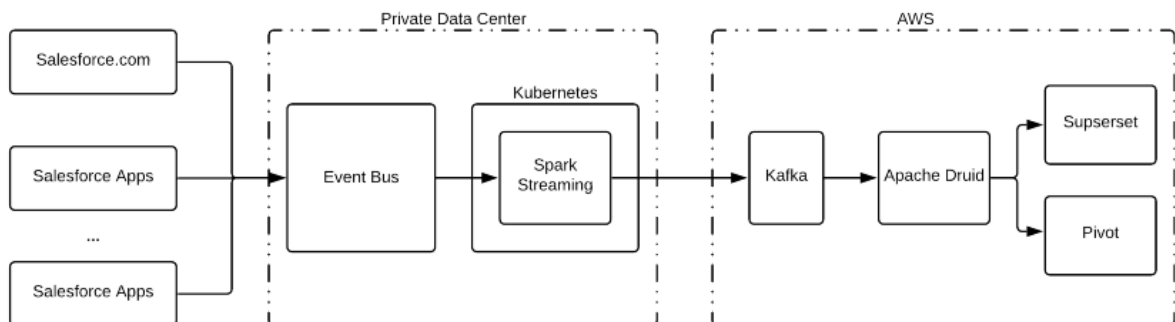 Private Data Center
AWS
Salesforce.com
Kubernetes
Supserset
Salesforce Apps
Event Bus
Spark
Streaming
Kafka
Apache Druid
...
Pivot
Salesforce Apps